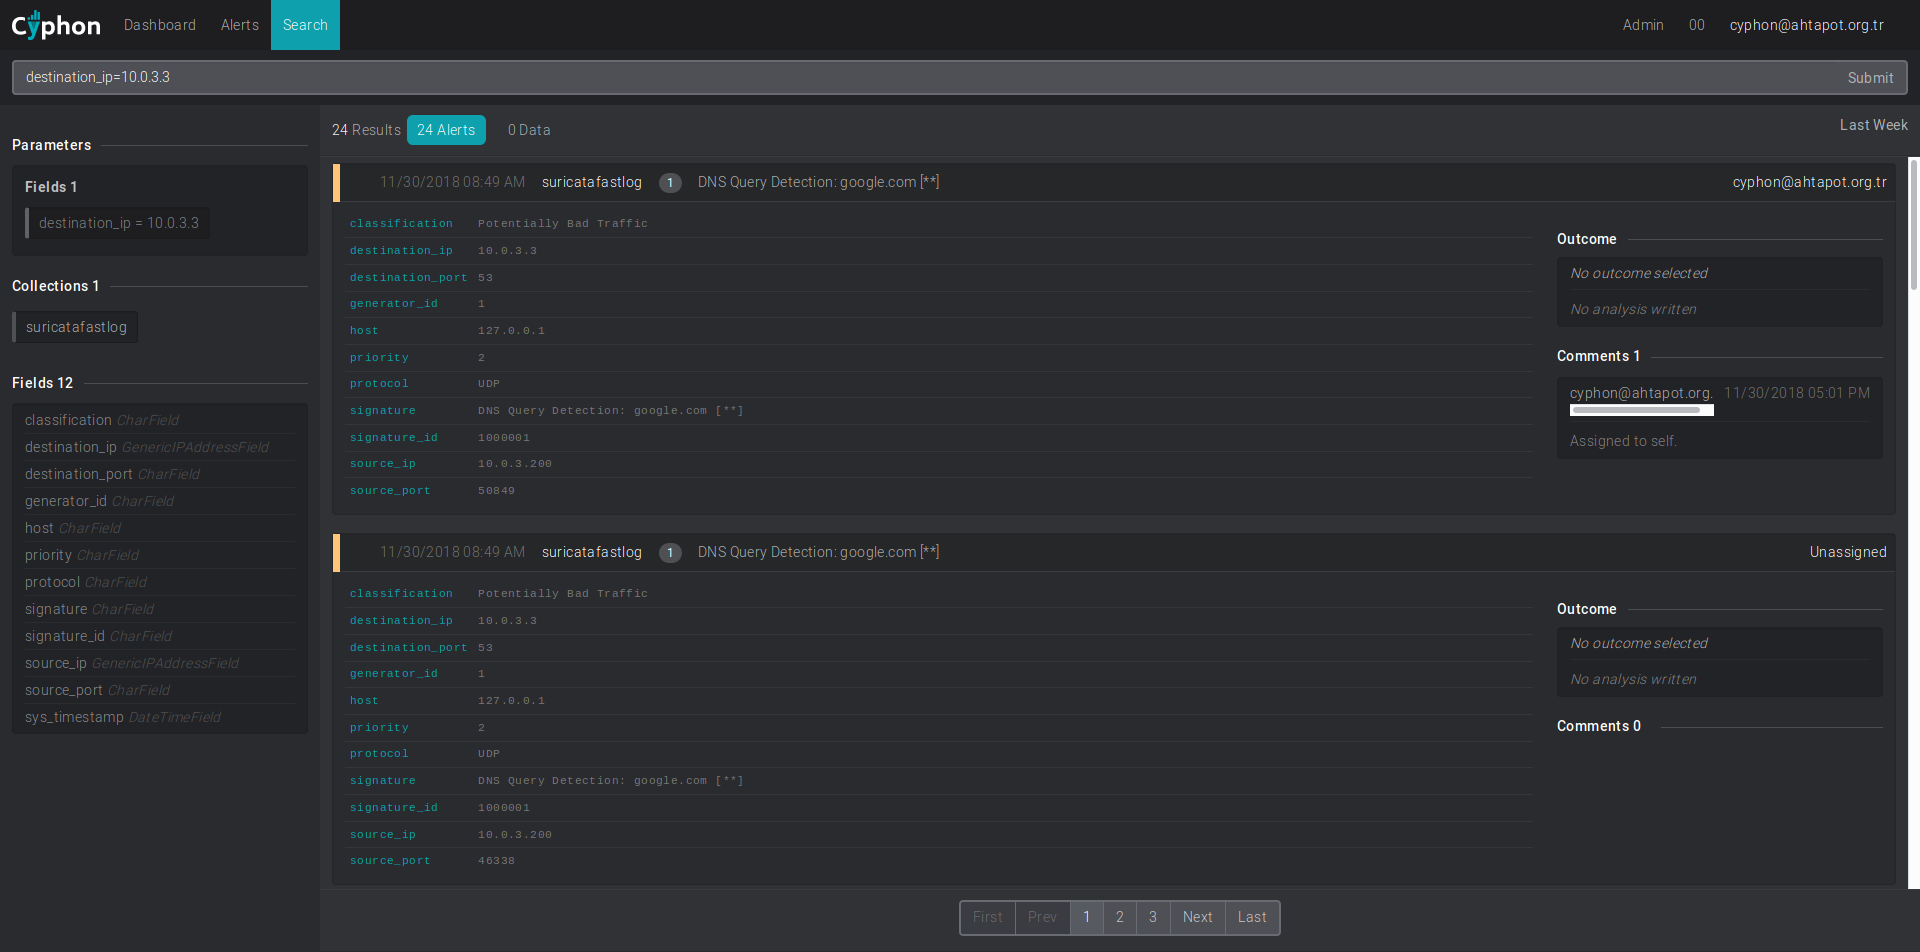 Cyphon Dashboard Alerts Search Admin 00 cyphon@ahtapot.org.tr
destination_ip=10.0.3.3 Submit
Parameters
Fields 1
destination_ip = 10.0.3.3
Collections 1
suricatafastlog
Fields 12
classification CharField
destination_ip GenericIPAddressField
destination_port CharField
generator_id CharField
host CharField
priority CharField
protocol CharField
signature CharField
signature_id CharField
source_ip GenericIPAddressField
source_port CharField
sys_timestamp DateTimeField
24 Results 24 Alerts 0 Data Last Week
11/30/2018 08:49 AM suricatafastlog 1 DNS Query Detection: google.com [**] cyphon@ahtapot.org.tr
classification Potentially Bad Traffic
destination_ip 10.0.3.3
destination_port 53
generator_id 1
host 127.0.0.1
priority 2
protocol UDP
signature DNS Query Detection: google.com [**]
signature_id 1000001
source_ip 10.0.3.200
source_port 50849
Outcome
No outcome selected
No analysis written
Comments 1
cyphon@ahtapot.org. 11/30/2018 05:01 PM
Assigned to self.
11/30/2018 08:49 AM suricatafastlog 1 DNS Query Detection: google.com [**] Unassigned
classification Potentially Bad Traffic
destination_ip 10.0.3.3
destination_port 53
generator_id 1
host 127.0.0.1
priority 2
protocol UDP
signature DNS Query Detection: google.com [**]
signature_id 1000001
source_ip 10.0.3.200
source_port 46338
Outcome
No outcome selected
No analysis written
Comments 0
First Prev 1 2 3 Next Last